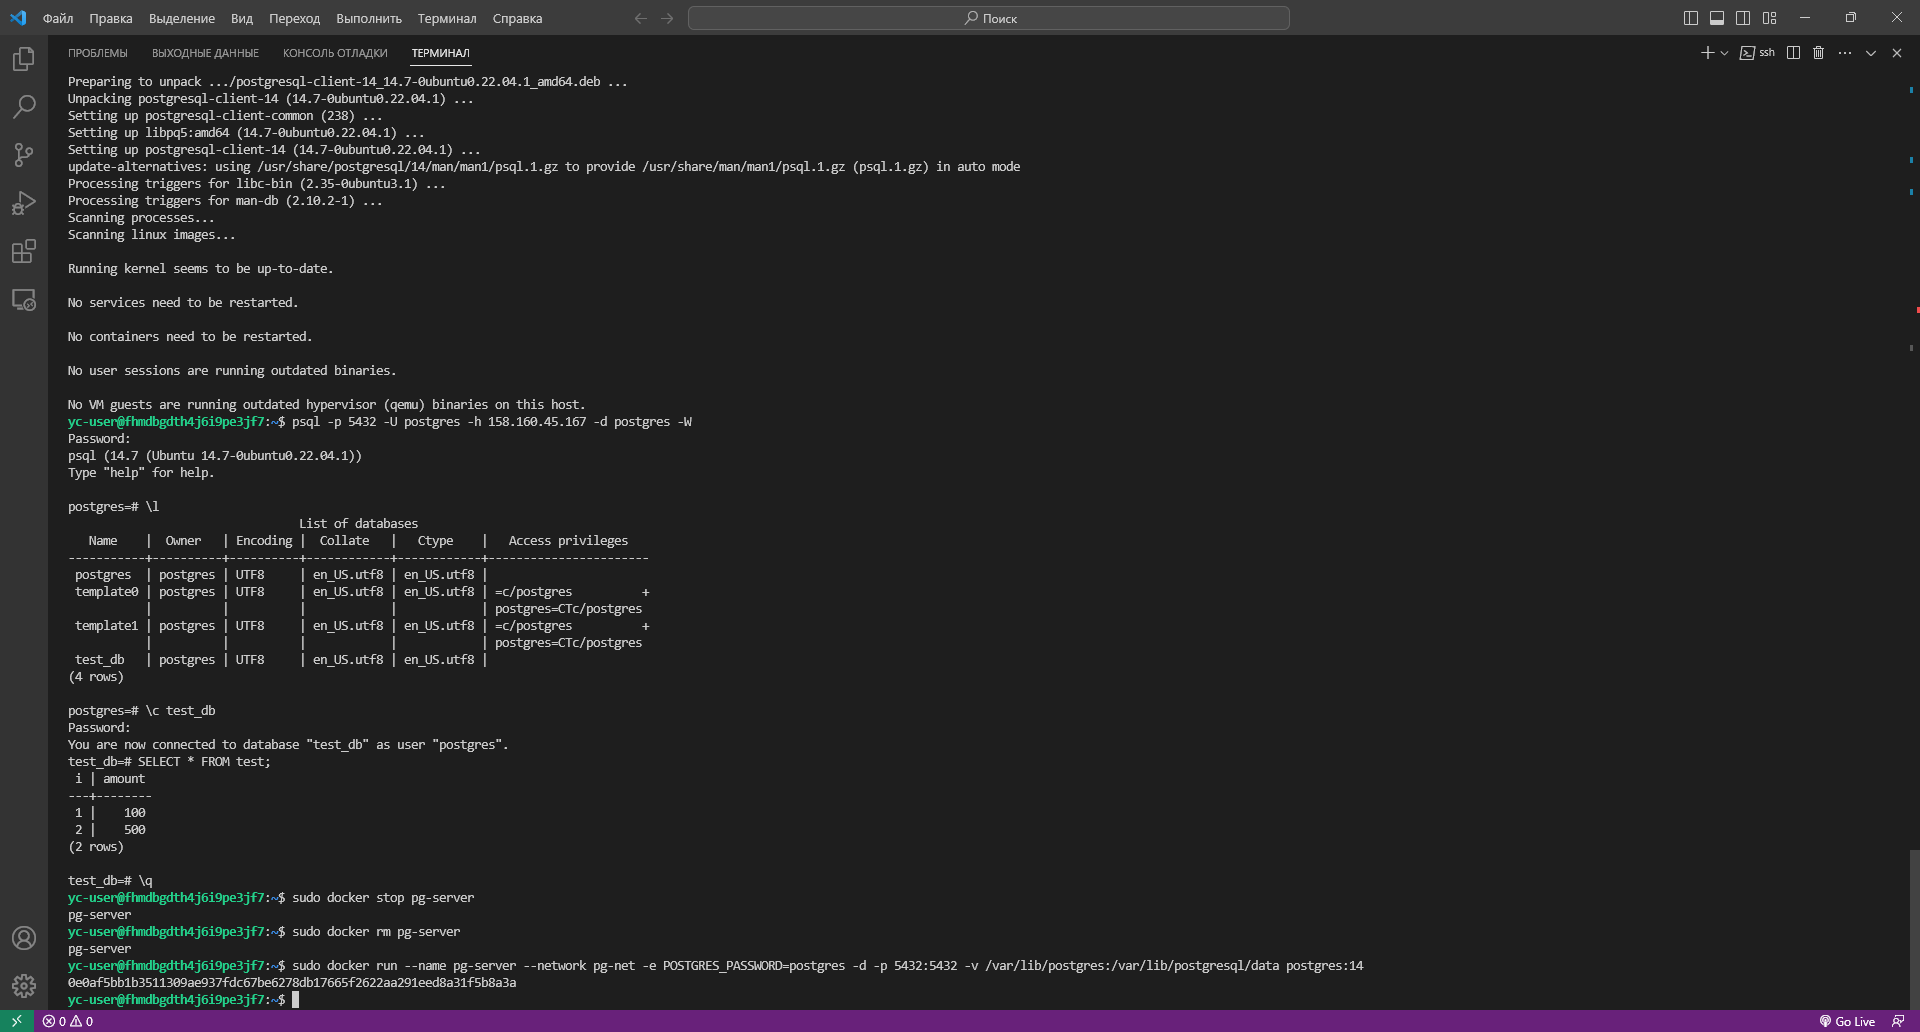 Файл Правка Выделение Вид Переход Выполнить Терминал Справка
Поиск
ПРОБЛЕМЫ ВЫХОДНЫЕ ДАННЫЕ КОНСОЛЬ ОТЛАДКИ ТЕРМИНАЛ
ssh
Preparing to unpack .../postgresql-client-14_14.7-0ubuntu0.22.04.1_amd64.deb ...
Unpacking postgresql-client-14 (14.7-0ubuntu0.22.04.1) ...
Setting up postgresql-client-common (238) ...
Setting up libpq5:amd64 (14.7-0ubuntu0.22.04.1) ...
Setting up postgresql-client-14 (14.7-0ubuntu0.22.04.1) ...
update-alternatives: using /usr/share/postgresql/14/man/man1/psql.1.gz to provide /usr/share/man/man1/psql.1.gz (psql.1.gz) in auto mode
Processing triggers for libc-bin (2.35-0ubuntu3.1) ...
Processing triggers for man-db (2.10.2-1) ...
Scanning processes...
Scanning linux images...
Running kernel seems to be up-to-date.
No services need to be restarted.
No containers need to be restarted.
No user sessions are running outdated binaries.
No VM guests are running outdated hypervisor (qemu) binaries on this host.
yc-user@fhmdbgdth4j6i9pe3jf7:~$ psql -p 5432 -U postgres -h 158.160.45.167 -d postgres -W
Password:
psql (14.7 (Ubuntu 14.7-0ubuntu0.22.04.1))
Type "help" for help.
postgres=# \l
List of databases
Name | Owner | Encoding | Collate | Ctype | Access privileges
-----------+----------+----------+------------+------------+-----------------------
postgres | postgres | UTF8 | en_US.utf8 | en_US.utf8 |
template0 | postgres | UTF8 | en_US.utf8 | en_US.utf8 | =c/postgres +
| | | | | postgres=CTc/postgres
template1 | postgres | UTF8 | en_US.utf8 | en_US.utf8 | =c/postgres +
| | | | | postgres=CTc/postgres
test_db | postgres | UTF8 | en_US.utf8 | en_US.utf8 |
(4 rows)
postgres=# \c test_db
Password:
You are now connected to database "test_db" as user "postgres".
test_db=# SELECT * FROM test;
i | amount
---+--------
1 | 100
2 | 500
(2 rows)
test_db=# \q
yc-user@fhmdbgdth4j6i9pe3jf7:~$ sudo docker stop pg-server
pg-server
yc-user@fhmdbgdth4j6i9pe3jf7:~$ sudo docker rm pg-server
pg-server
yc-user@fhmdbgdth4j6i9pe3jf7:~$ sudo docker run --name pg-server --network pg-net -e POSTGRES_PASSWORD=postgres -d -p 5432:5432 -v /var/lib/postgres:/var/lib/postgresql/data postgres:14
0e0af5bb1b3511309ae937fdc67be6278db17665f2622aa291eed8a31f5b8a3a
yc-user@fhmdbgdth4j6i9pe3jf7:~$
0 0 Go Live